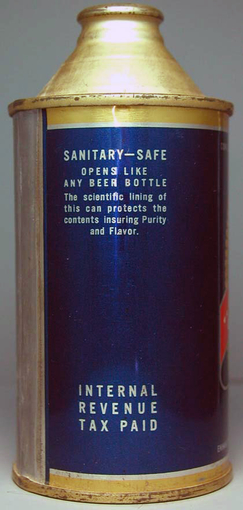 SANITARY—SAFE
OPENS LIKE
ANY BEER BOTTLE
The scientific lining of
this can protects the
contents insuring Purity
and Flavor.
INTERNAL
REVENUE
TAX PAID